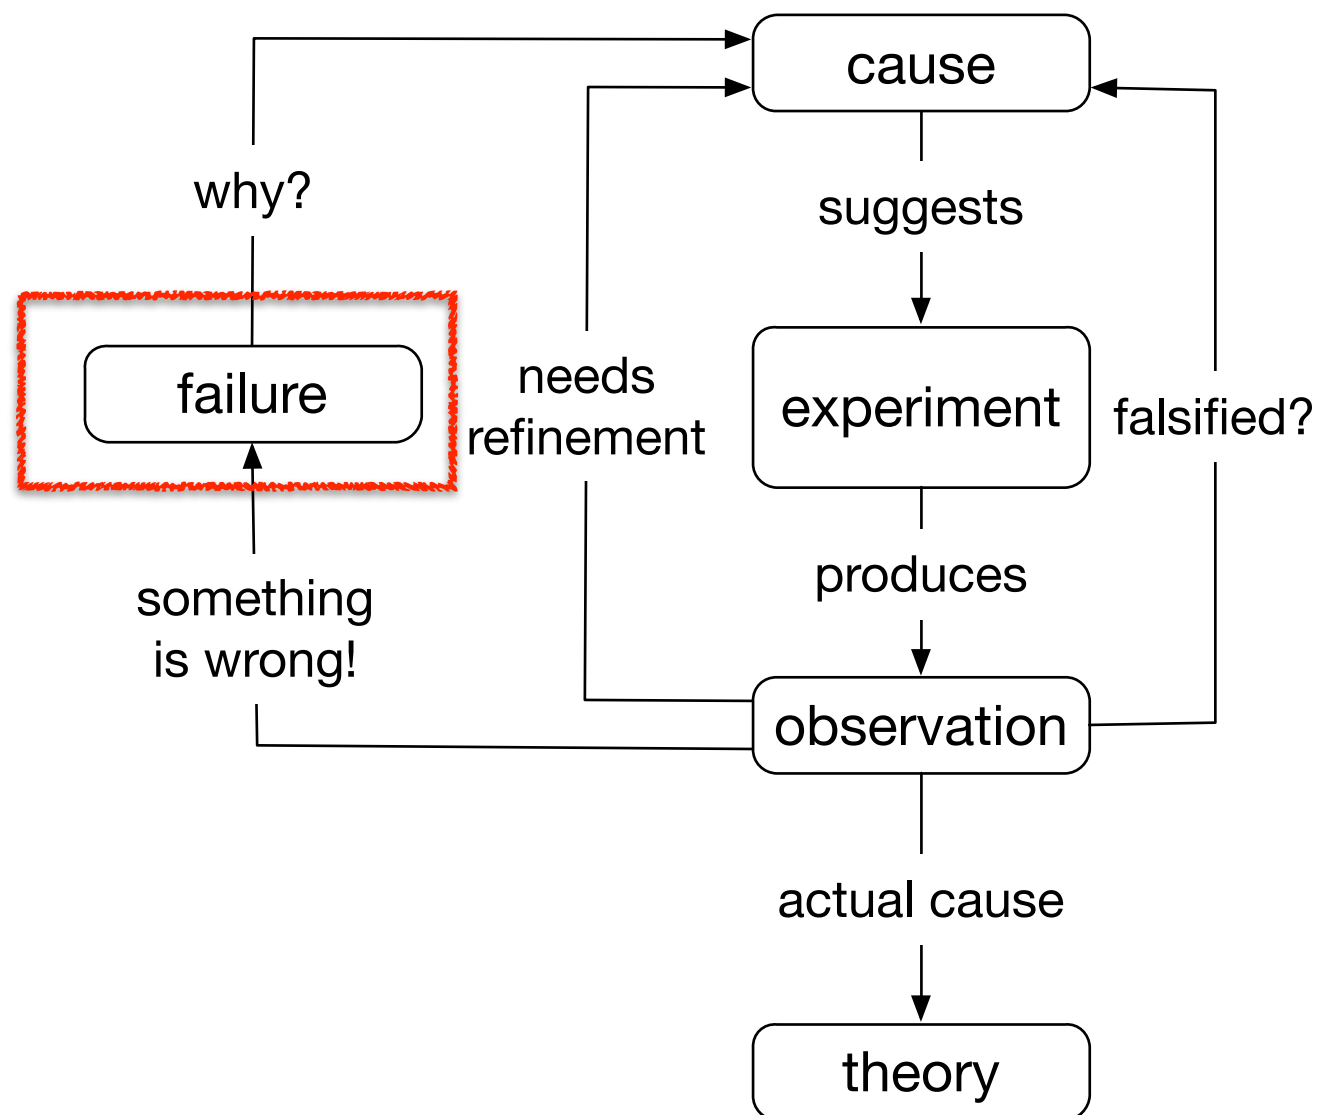 cause
why?
suggests
failure
needs
refinement
experiment
falsified?
produces
something
is wrong!
observation
actual cause
theory